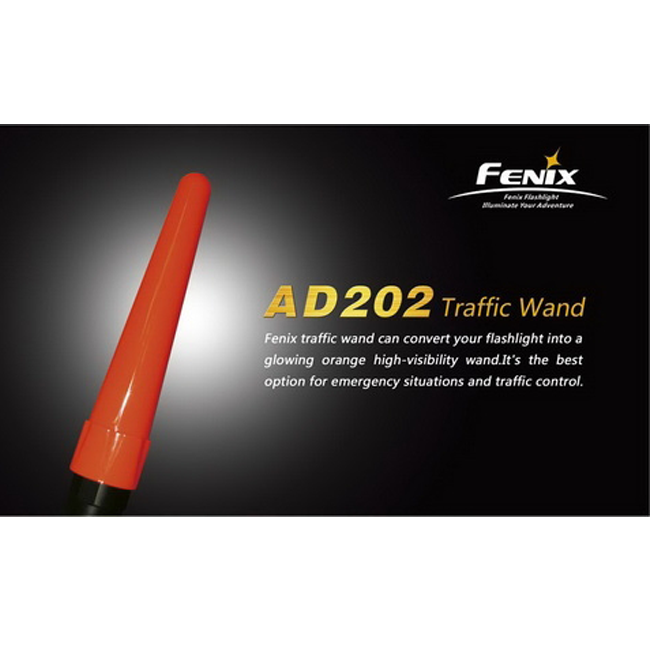 FENIX
Fenix Flashlight
Illuminate Your Adventure
AD202 Traffic Wand
Fenix traffic wand can convert your flashlight into a
glowing orange high-visibility wand.It's the best
option for emergency situations and traffic control.